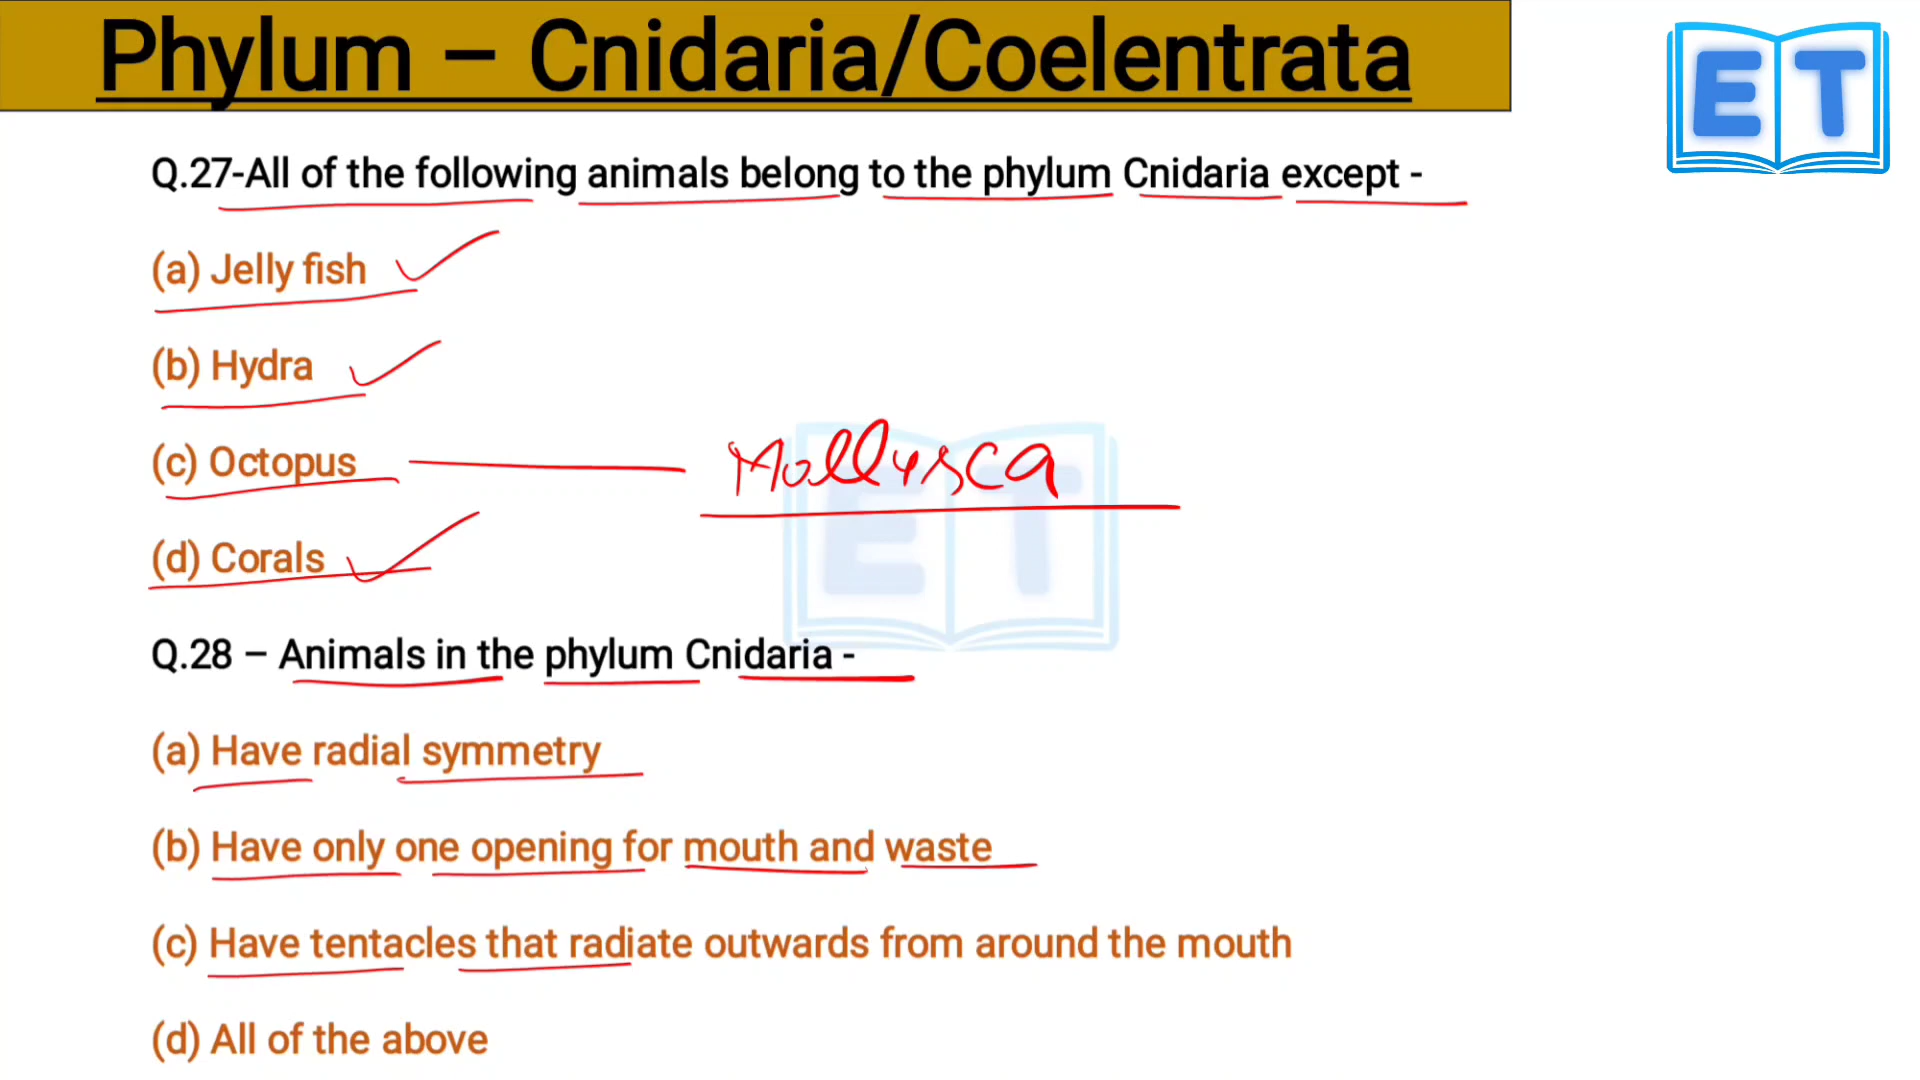 Phylum – Cnidaria/Coelentrata
ET
Q.27-All of the following animals belong to the phylum Cnidaria except -
(a) Jelly fish
(b) Hydra
(c) Octopus Mollusca
(d) Corals
ET
Q.28 – Animals in the phylum Cnidaria -
(a) Have radial symmetry
(b) Have only one opening for mouth and waste
(c) Have tentacles that radiate outwards from around the mouth
(d) All of the above